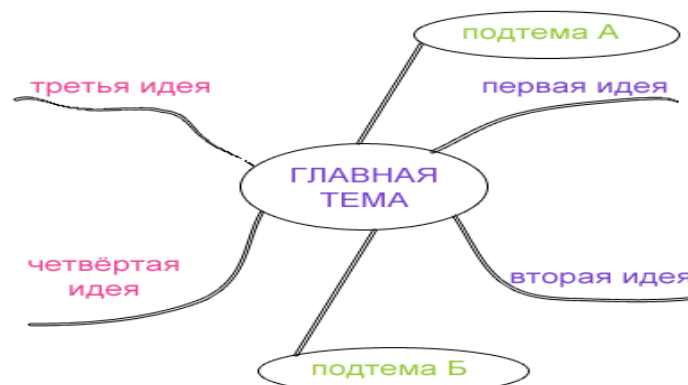 подтема А
третья идея
первая идея
ГЛАВНАЯ
ТЕМА
четвёртая
идея
вторая идея
подтема Б